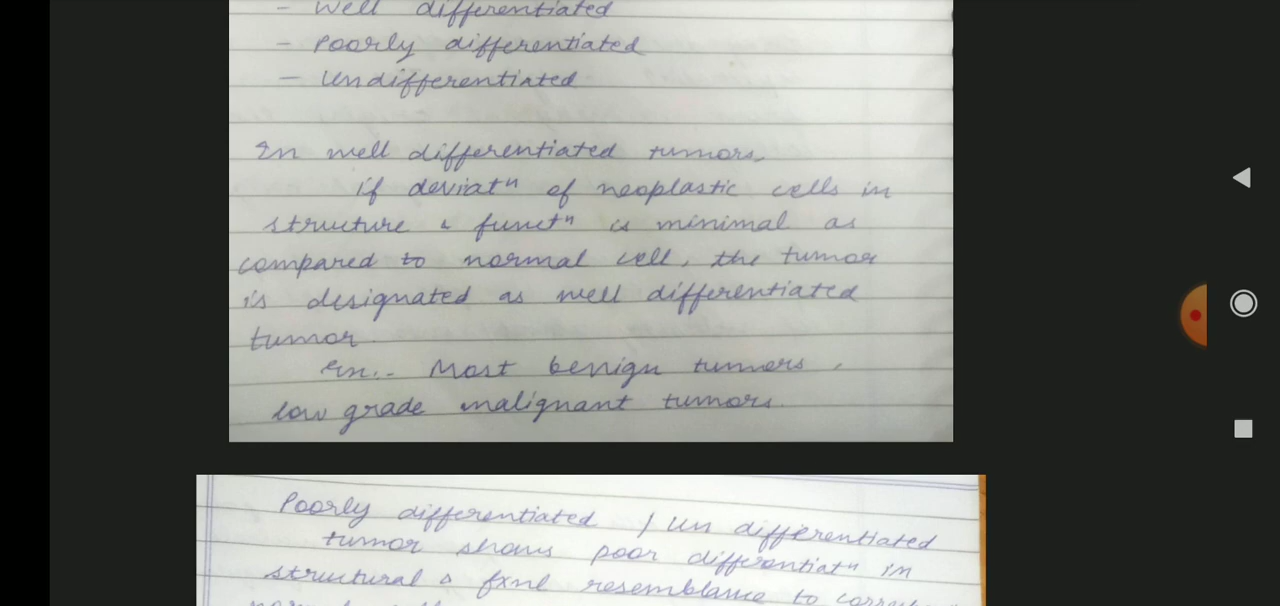 - Well differentiated
- Poorly differentiated
- Undifferentiated
In well differentiated tumors,
if deviatⁿ of neoplastic cells in
structure & functⁿ is minimal as
compared to normal cell, the tumor
is designated as well differentiated
tumor.
Ex:- Most benign tumors,
low grade malignant tumors.
Poorly differentiated / Un differentiated
tumor shows poor differentiatⁿ in
structural & fxnl resemblance to